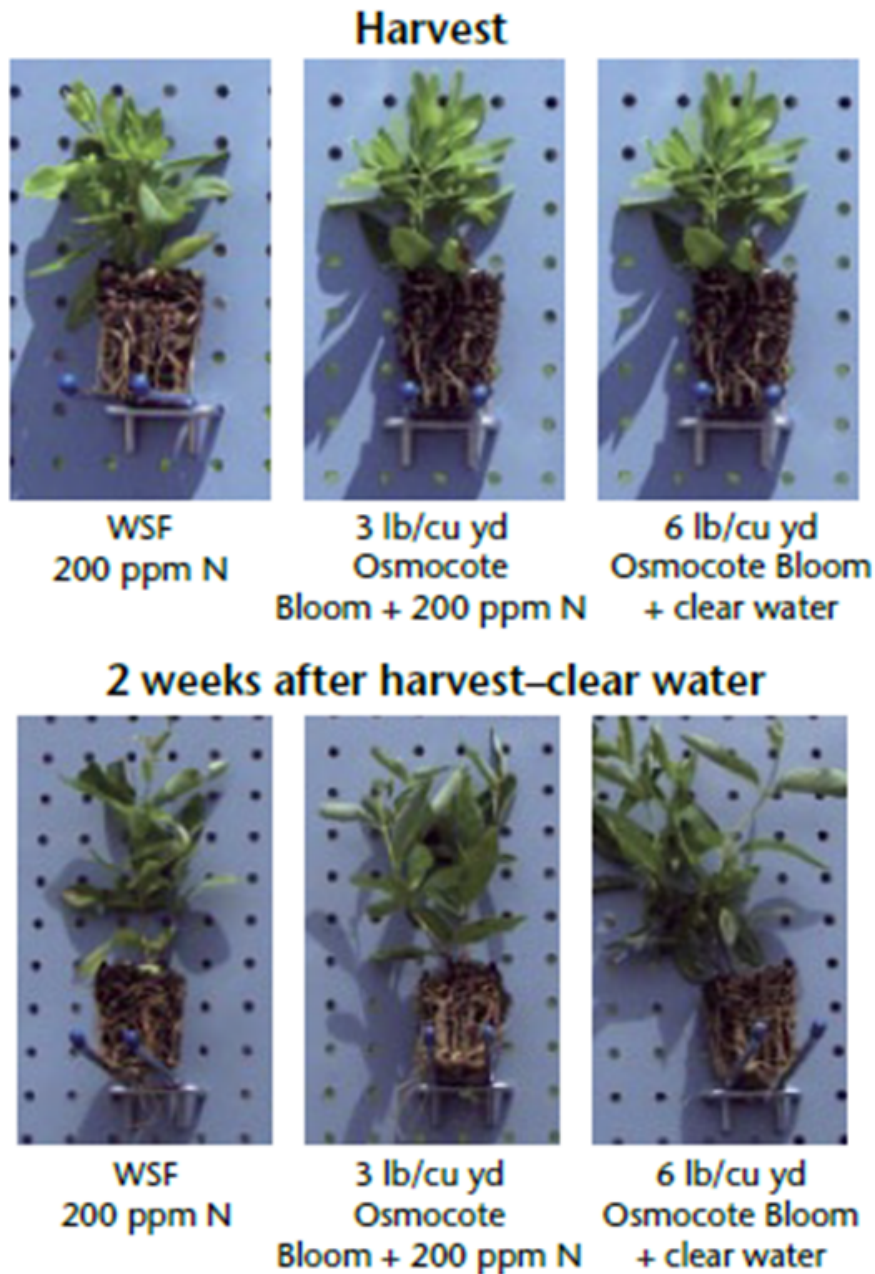 Harvest
WSF
200 ppm N
3 lb/cu yd
Osmocote
Bloom + 200 ppm N
6 lb/cu yd
Osmocote Bloom
+ clear water
2 weeks after harvest–clear water
WSF
200 ppm N
3 lb/cu yd
Osmocote
Bloom + 200 ppm N
6 lb/cu yd
Osmocote Bloom
+ clear water